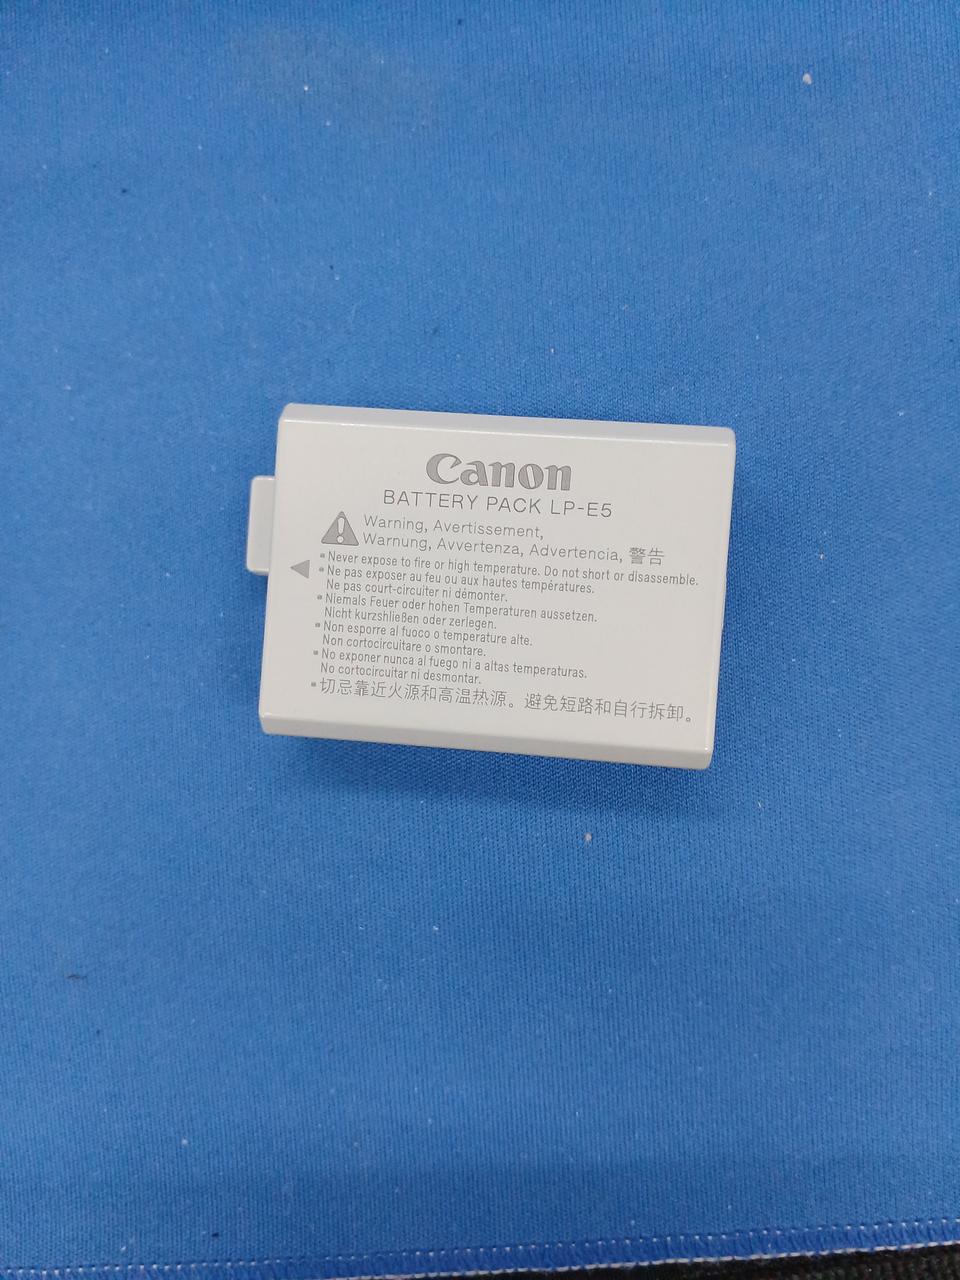 Canon
BATTERY PACK LP-E5
Warning, Avertissement,
Warnung, Avvertenza, Advertencia, 警告
Never expose to fire or high temperature. Do not short or disassemble.
Ne pas exposer au feu ou aux hautes températures.
Ne pas court-circuiter ni démonter.
Niemals Feuer oder hohen Temperaturen aussetzen.
Nicht kurzshließen oder zerlegen.
Non esporre al fuoco o temperature alte.
Non cortocircuitare o smontare.
No exponer nunca al fuego ni a altas temperaturas.
No cortocircuitar ni desmontar.
切忌靠近火源和高温热源。避免短路和自行拆卸。